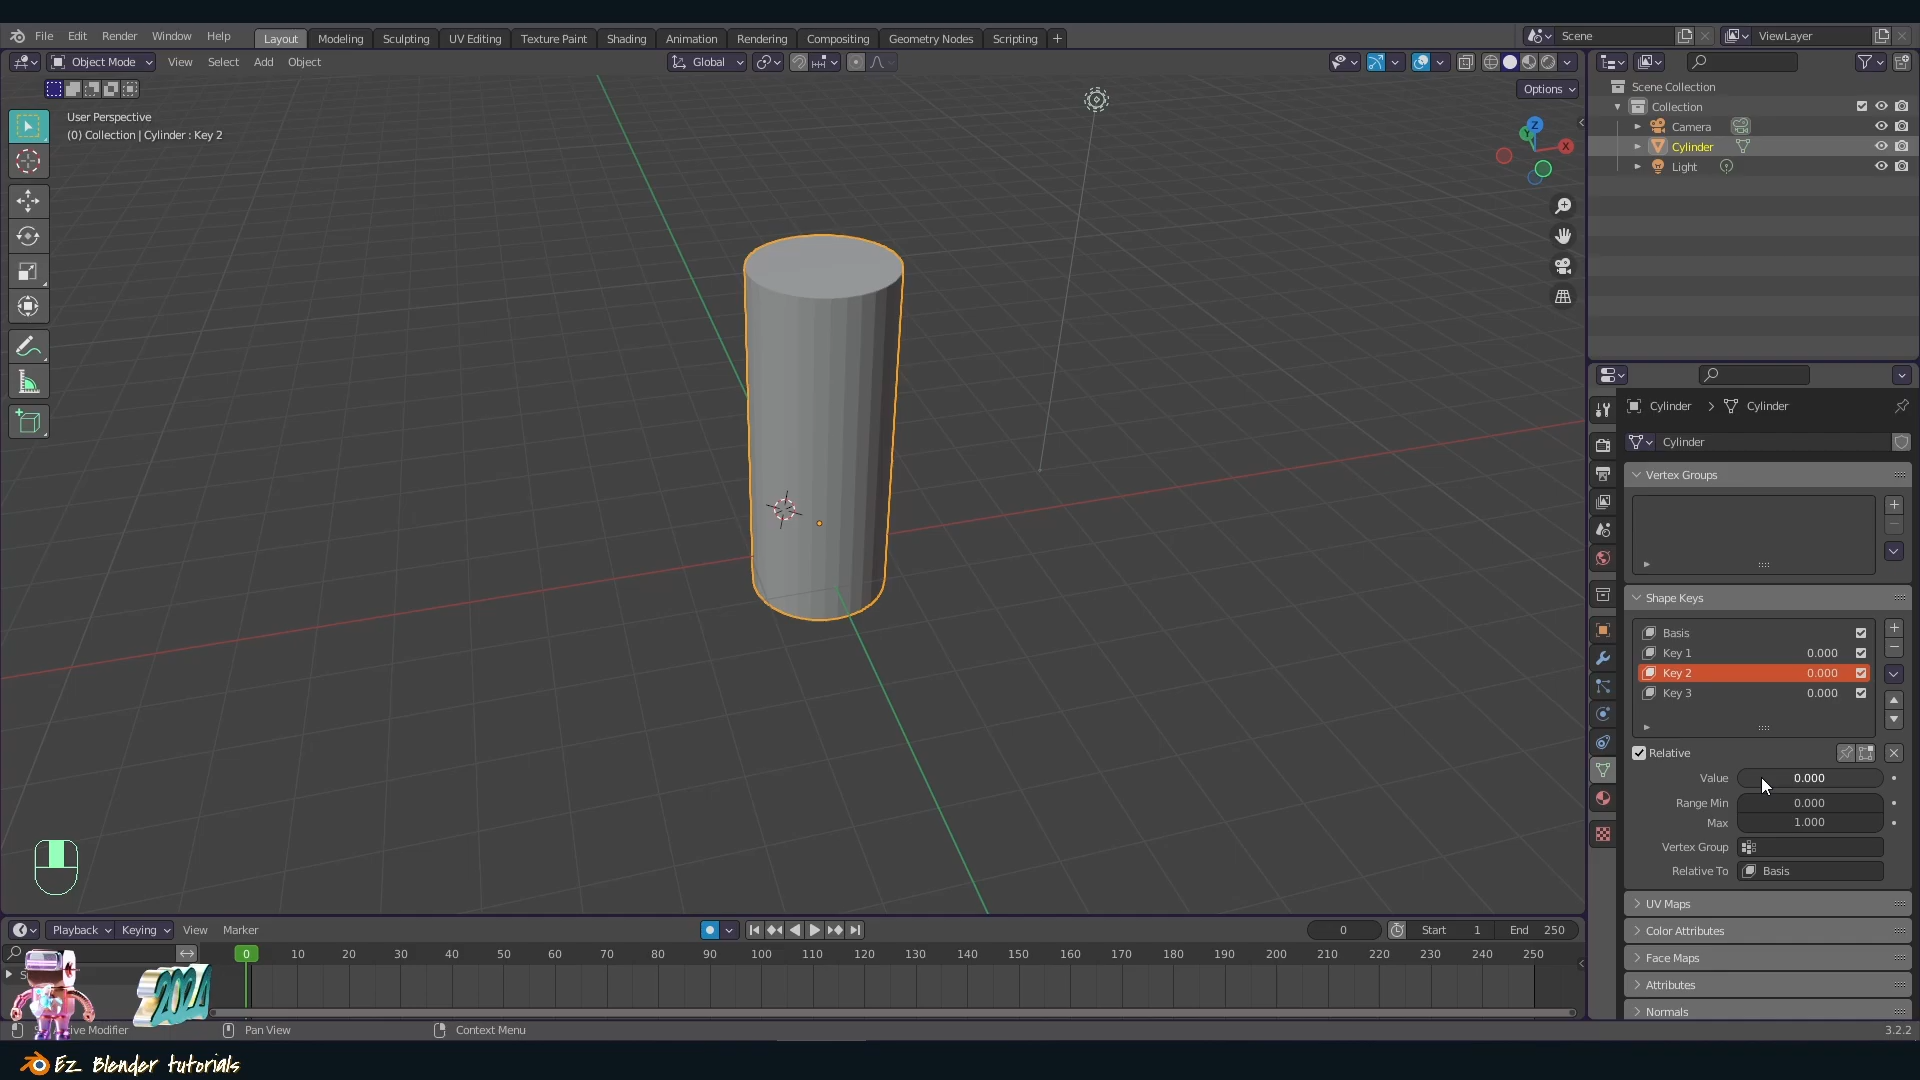 File Edit Render Window Help Layout Modeling Sculpting UV Editing Texture Paint Shading Animation Rendering Compositing Geometry Nodes Scripting + Scene ViewLayer
Object Mode View Select Add Object Global
Options
User Perspective
(0) Collection | Cylinder : Key 2
Z
Y
X
Scene Collection
Collection
Camera
Cylinder
Light
Cylinder > Cylinder
Cylinder
Vertex Groups
Shape Keys
Basis
Key 1 0.000
Key 2 0.000
Key 3 0.000
Relative
Value 0.000
Range Min 0.000
Max 1.000
Vertex Group
Relative To Basis
UV Maps
Color Attributes
Face Maps
Attributes
Normals
Playback Keying View Marker 0 Start 1 End 250
0 10 20 30 40 50 60 70 80 90 100 110 120 130 140 150 160 170 180 190 200 210 220 230 240 250
2024
Modifier Pan View Context Menu 3.2.2
Ez Blender tutorials